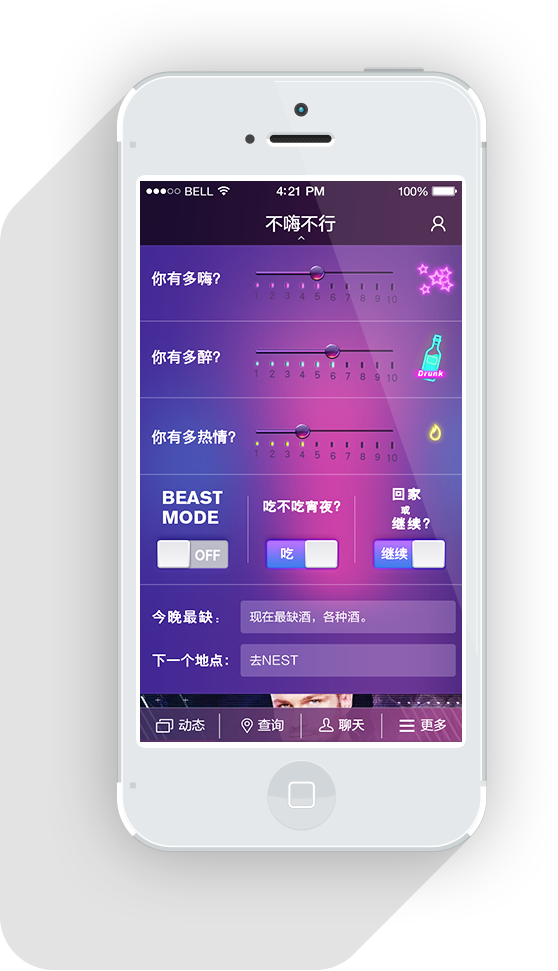 BELL 4:21 PM 100%
不嗨不行
你有多嗨？
1 2 3 4 5 6 7 8 9 10
你有多醉？
1 2 3 4 5 6 7 8 9 10
Drunk
你有多热情？
1 2 3 4 5 6 7 8 9 10
BEAST
MODE
OFF
吃不吃宵夜？
吃
回家
或
继续？
继续
今晚最缺： 现在最缺酒，各种酒。
下一个地点： 去NEST
动态 查询 聊天 更多